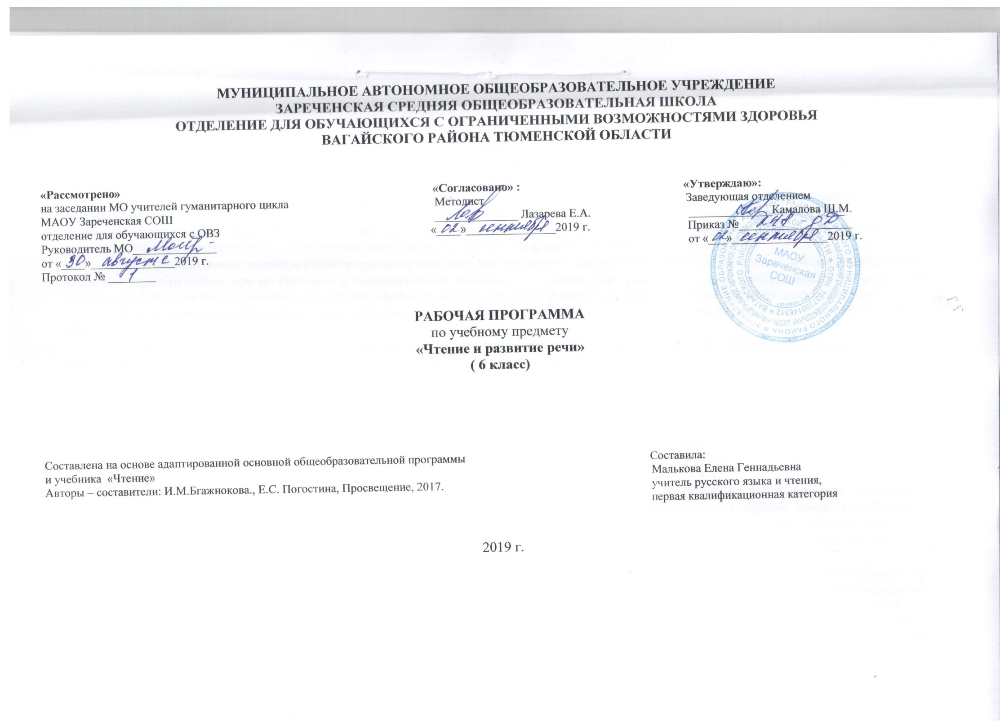 МУНИЦИПАЛЬНОЕ АВТОНОМНОЕ ОБЩЕОБРАЗОВАТЕЛЬНОЕ УЧРЕЖДЕНИЕ
ЗАРЕЧЕНСКАЯ СРЕДНЯЯ ОБЩЕОБРАЗОВАТЕЛЬНАЯ ШКОЛА
ОТДЕЛЕНИЕ ДЛЯ ОБУЧАЮЩИХСЯ С ОГРАНИЧЕННЫМИ ВОЗМОЖНОСТЯМИ ЗДОРОВЬЯ
ВАГАЙСКОГО РАЙОНА ТЮМЕНСКОЙ ОБЛАСТИ
«Рассмотрено»
на заседании МО учителей гуманитарного цикла
МАОУ Зареченская СОШ
отделение для обучающихся с ОВЗ
Руководитель МО
от «30» августа 2019 г.
Протокол № 1
«Согласовано» :
Методист
Лазарева Е.А.
«02» сентября 2019 г.
«Утверждаю»:
Заведующая отделением
Камалова Ш.М.
Приказ № 248-од
от «02» сентября 2019 г.
МАОУ
Зареченская
СОШ
РАБОЧАЯ ПРОГРАММА
по учебному предмету
«Чтение и развитие речи»
( 6 класс)
Составлена на основе адаптированной основной общеобразовательной программы
и учебника «Чтение»
Авторы – составители: И.М.Бгажнокова., Е.С. Погостина, Просвещение, 2017.
Составила:
Малькова Елена Геннадьевна
учитель русского языка и чтения,
первая квалификационная категория
2019 г.